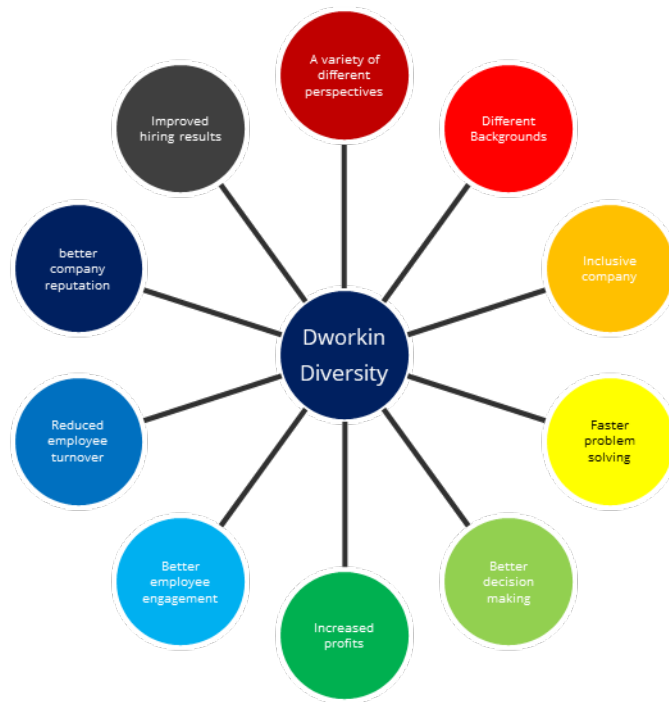 A variety of
different
perspectives
Different
Backgrounds
Inclusive
company
Faster
problem
solving
Better
decision
making
Increased
profits
Better
employee
engagement
Reduced
employee
turnover
better
company
reputation
Improved
hiring results
Dworkin
Diversity